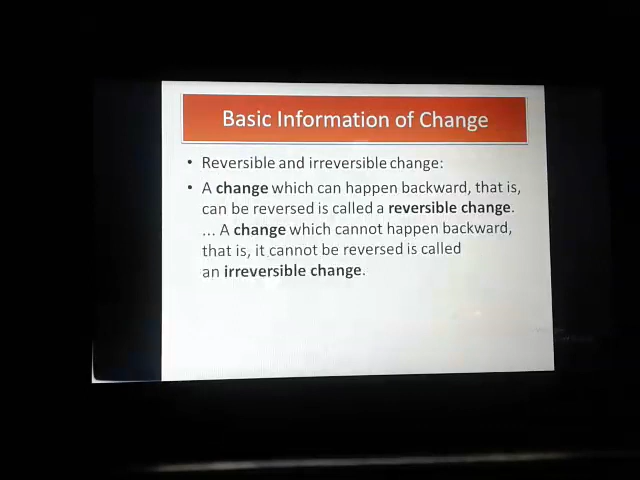 Basic Information of Change
• Reversible and irreversible change:
• A change which can happen backward, that is,
can be reversed is called a reversible change.
... A change which cannot happen backward,
that is, it cannot be reversed is called
an irreversible change.